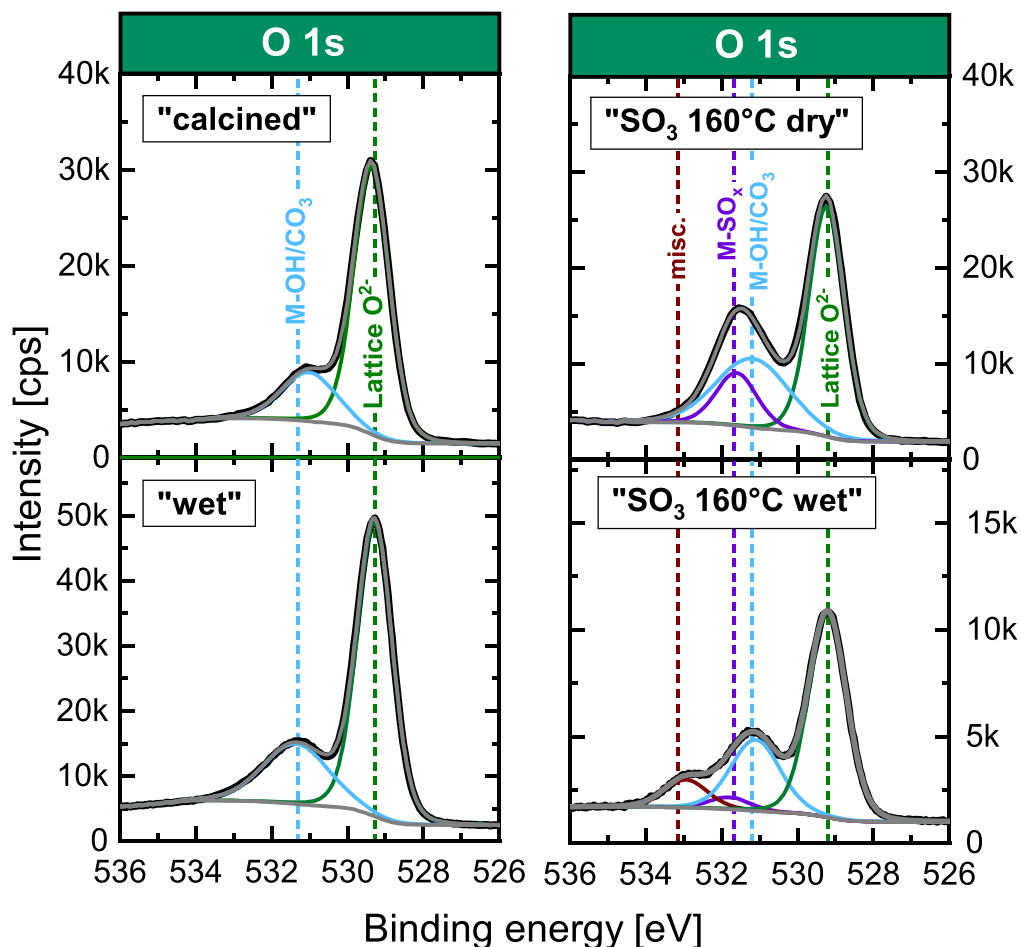 O 1s
O 1s
Intensity [cps]
40k
30k
20k
10k
0
"calcined"
M-OH/CO₃
Lattice O²⁻
"SO₃ 160°C dry"
misc.
M-SOₓ
M-OH/CO₃
Lattice O²⁻
40k
30k
20k
10k
0
50k
40k
30k
20k
10k
0
"wet"
"SO₃ 160°C wet"
15k
10k
5k
0
536 534 532 530 528 526
536 534 532 530 528 526
Binding energy [eV]